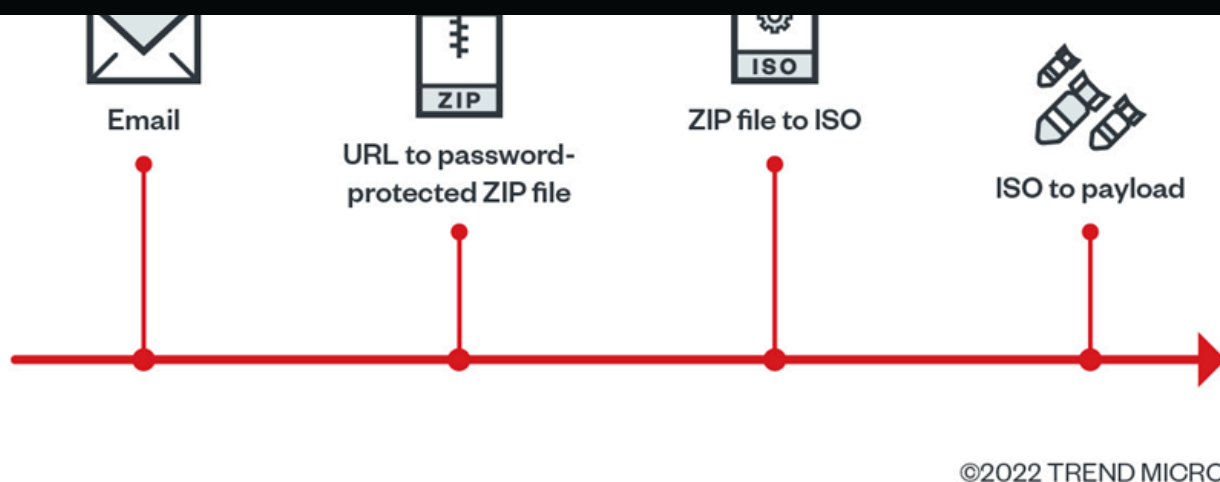 ZIP
ISO
Email
URL to password-
protected ZIP file
ZIP file to ISO
ISO to payload
©2022 TREND MICRO